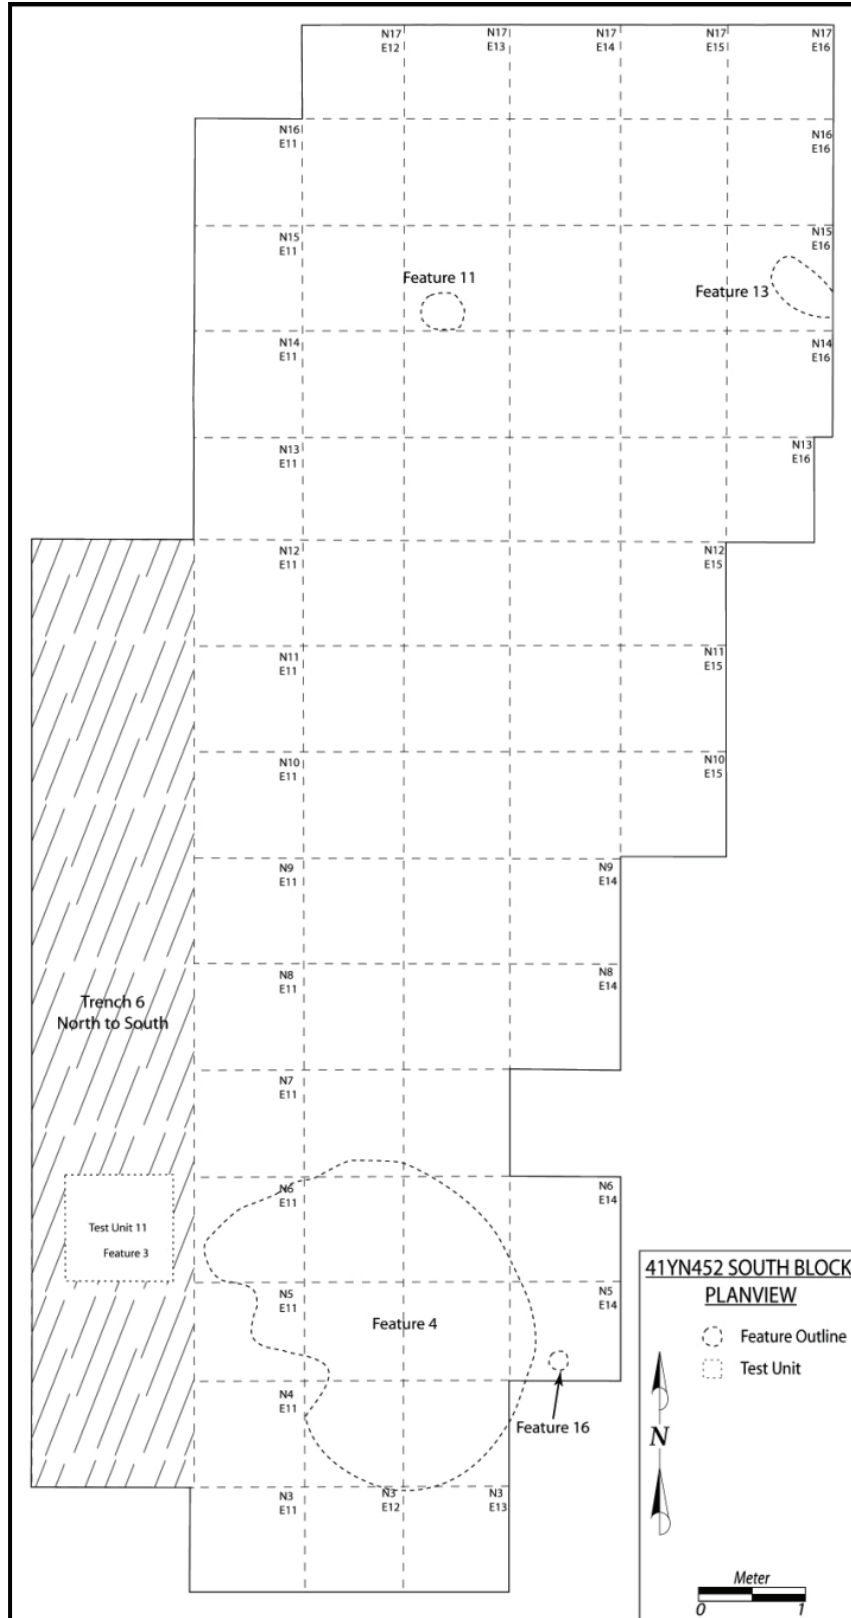 N17 N17 N17 N17 N17
E12 E13 E14 E15 E16
N16 N16
E11 E16
N15 N15
E11 E16
Feature 11 Feature 13
N14 N14
E11 E16
N13 N13
E11 E16
N12 N12
E11 E15
N11 N11
E11 E15
N10 N10
E11 E15
N9 N9
E11 E14
N8 N8
E11 E14
Trench 6
North to South
N7
E11
N6 N6
E11 E14
Test Unit 11
Feature 3
N5 N5
E11 E14
Feature 4
N4
E11
Feature 16
N3 N3 N3
E11 E12 E13
41YN452 SOUTH BLOCK
PLANVIEW
Feature Outline
Test Unit
N
Meter
0 1